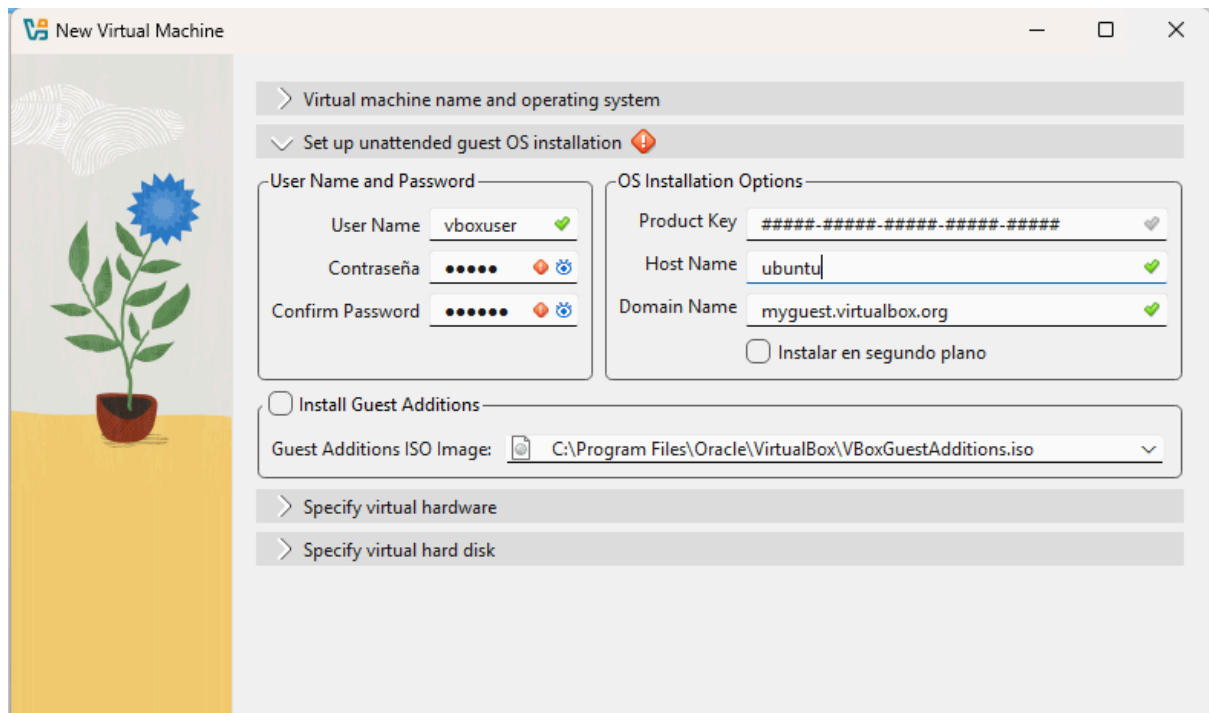 New Virtual Machine
Virtual machine name and operating system
Set up unattended guest OS installation
User Name and Password
User Name vboxuser
Contraseña ●●●●●
Confirm Password ●●●●●●
OS Installation Options
Product Key #####-#####-#####-#####-#####
Host Name ubuntu
Domain Name myguest.virtualbox.org
Instalar en segundo plano
Install Guest Additions
Guest Additions ISO Image: C:\Program Files\Oracle\VirtualBox\VBoxGuestAdditions.iso
Specify virtual hardware
Specify virtual hard disk